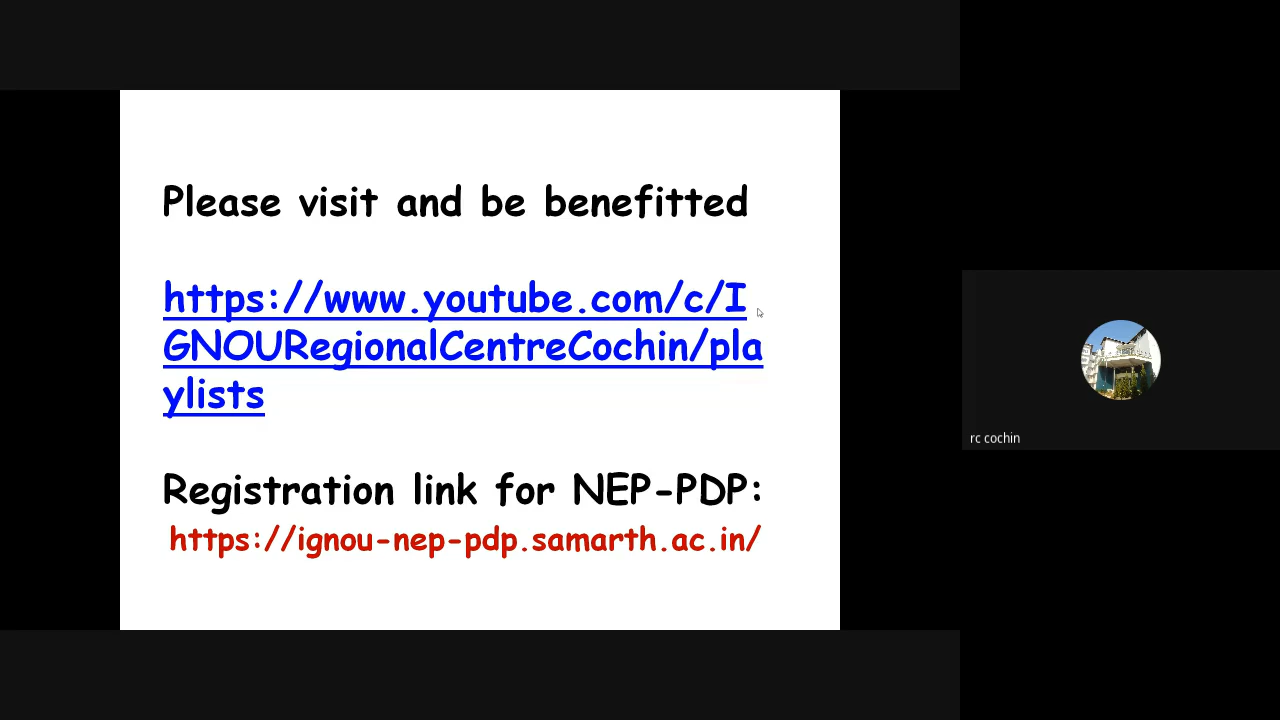 Please visit and be benefitted
https://www.youtube.com/c/I
GNOURegionalCentreCochin/pla
ylists
Registration link for NEP-PDP:
https://ignou-nep-pdp.samarth.ac.in/
rc cochin